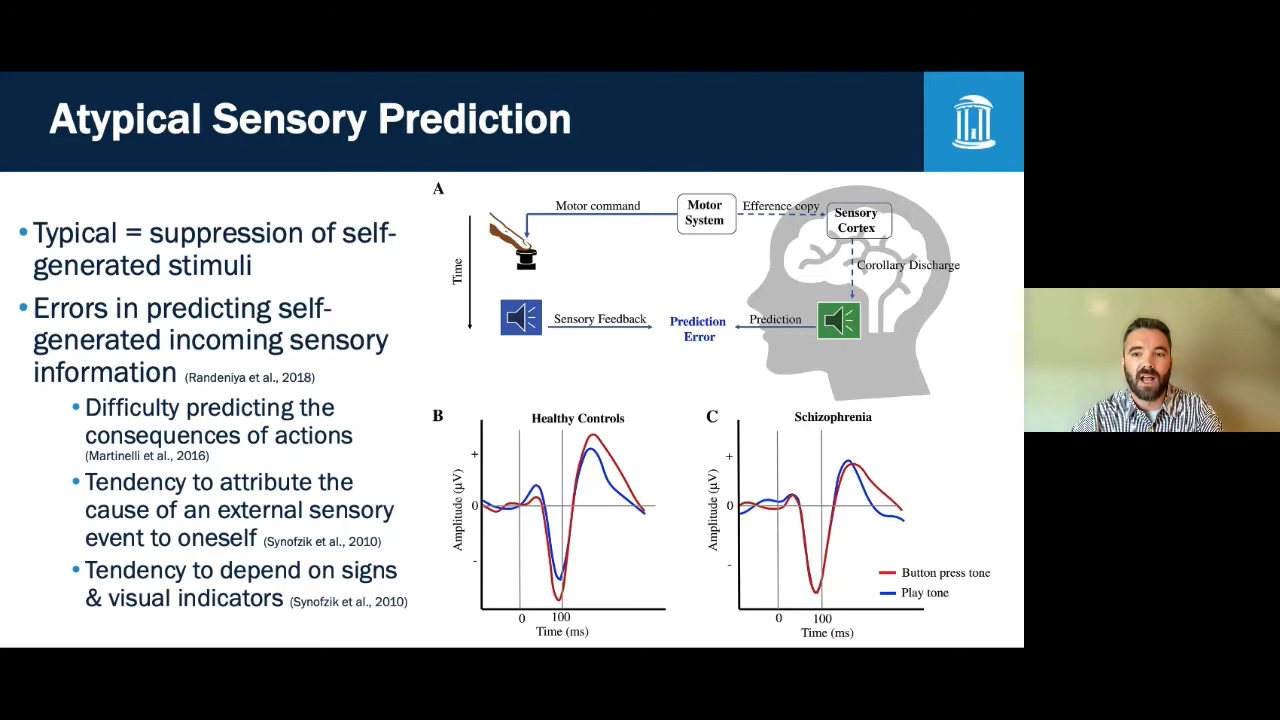 Atypical Sensory Prediction
• Typical = suppression of self-
generated stimuli
• Errors in predicting self-
generated incoming sensory
information (Randeniya et al., 2018)
• Difficulty predicting the
consequences of actions
(Martinelli et al., 2016)
• Tendency to attribute the
cause of an external sensory
event to oneself (Synofzik et al., 2010)
• Tendency to depend on signs
& visual indicators (Synofzik et al., 2010)
A
Motor command
Motor
System
Efference copy
Sensory
Cortex
Corollary Discharge
Time
Sensory Feedback
Prediction
Error
Prediction
B
Healthy Controls
+
0
-
Amplitude (µV)
0
100
Time (ms)
C
Schizophrenia
+
0
-
Amplitude (µV)
Button press tone
Play tone
0
100
Time (ms)